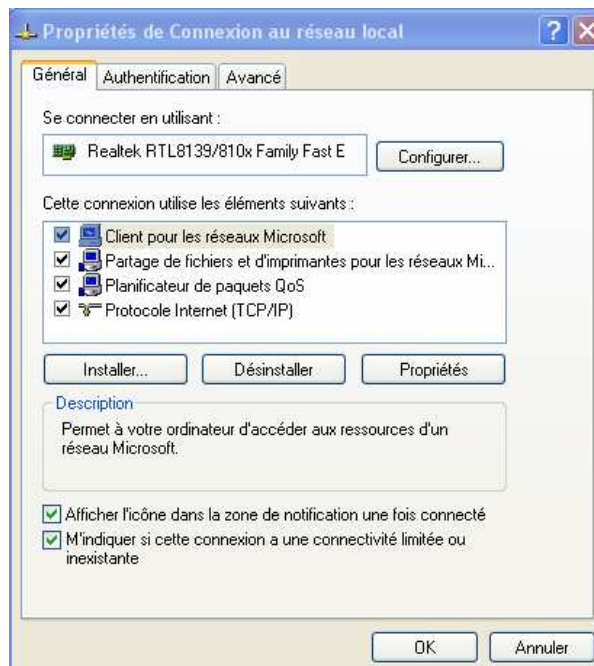 Propriétés de Connexion au réseau local
Général
Authentification
Avancé
Se connecter en utilisant :
Realtek RTL8139/810x Family Fast E
Configurer...
Cette connexion utilise les éléments suivants :
Client pour les réseaux Microsoft
Partage de fichiers et d'imprimantes pour les réseaux Mi...
Planificateur de paquets QoS
Protocole Internet (TCP/IP)
Installer...
Désinstaller
Propriétés
Description
Permet à votre ordinateur d'accéder aux ressources d'un
réseau Microsoft.
Afficher l'icône dans la zone de notification une fois connecté
M'indiquer si cette connexion a une connectivité limitée ou
inexistante
OK
Annuler